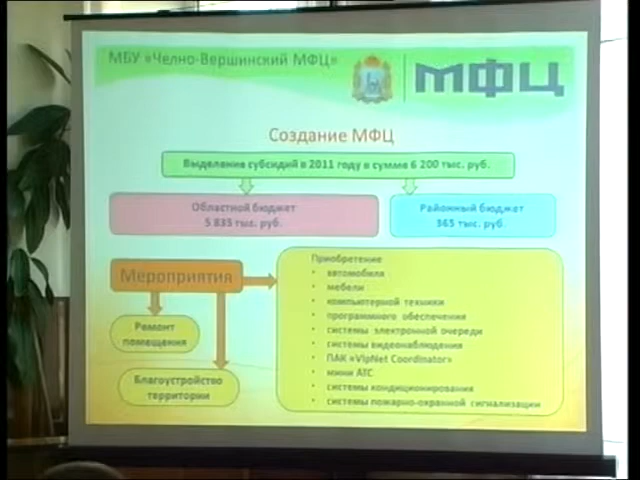 МБУ «Челно-Вершинский МФЦ»
МФЦ
Создание МФЦ
Выделение субсидий в 2011 году в сумме 6 200 тыс. руб.
Областной бюджет
5 835 тыс. руб.
Районный бюджет
365 тыс. руб.
Мероприятия
Ремонт
помещения
Благоустройство
территории
Приобретение
• автомобиля
• мебели
• компьютерной техники
• программного обеспечения
• системы электронной очереди
• системы видеонаблюдения
• ПАК «VipNet Coordinator»
• мини АТС
• системы кондиционирования
• системы пожарно-охранной сигнализации